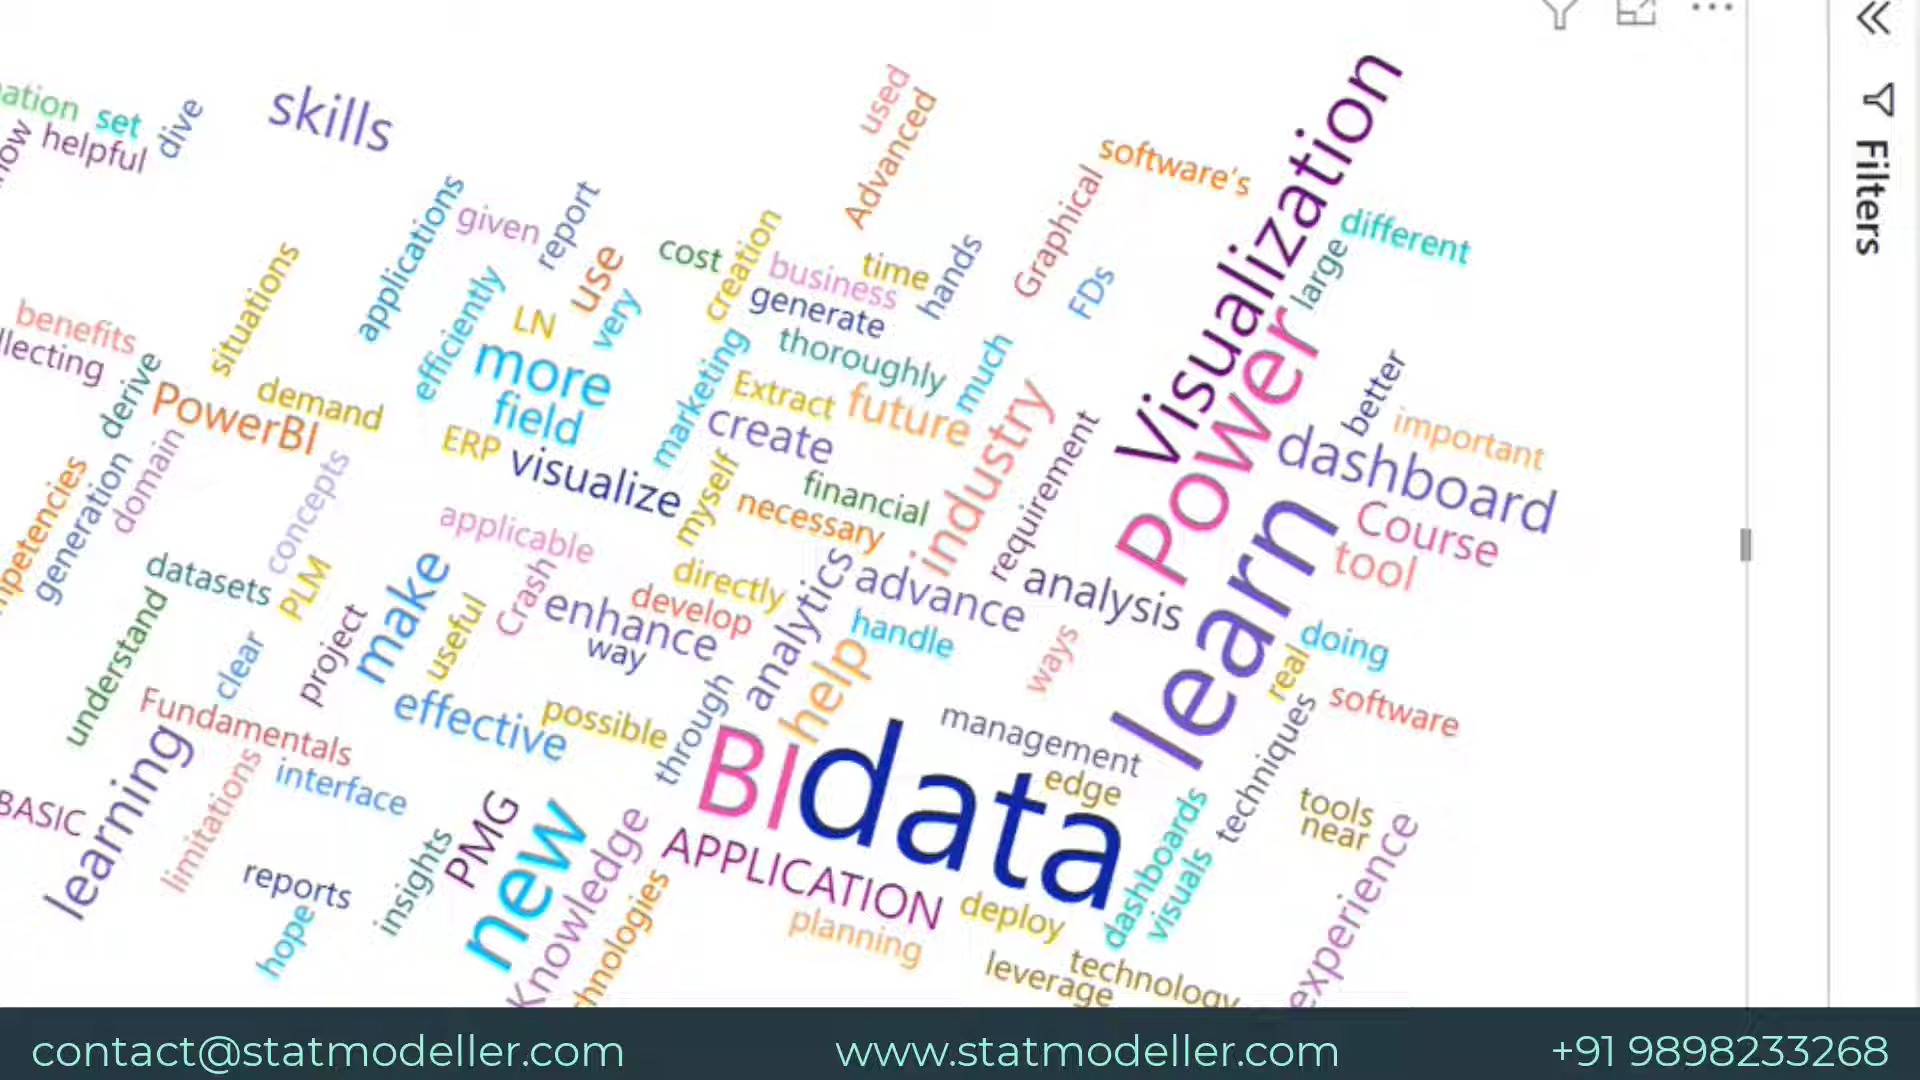 skills
set
dive
helpful
used
Advanced
software's
Visualization
Filters
applications
given
report
use
cost
creation
business
time
hands
Graphical
FDs
different
large
situations
efficiently
LN
very
generate
thoroughly
much
benefits
derive
more
field
marketing
Extract
future
industry
Power
better
important
PowerBI
demand
ERP
visualize
create
myself
financial
necessary
requirement
dashboard
Course
tool
generation
domain
concepts
applicable
datasets
PLM
make
Crash
directly
develop
enhance
way
analytics
advance
analysis
learn
handle
ways
doing
real
software
understand
clear
project
useful
Fundamentals
effective
possible
through
help
management
techniques
BASIC
learning
limitations
interface
PMG
new
BI
data
edge
tools
near
reports
insights
hope
Knowledge
APPLICATION
planning
deploy
dashboards
visuals
leverage
technology
experience
contact@statmodeller.com
www.statmodeller.com
+91 9898233268